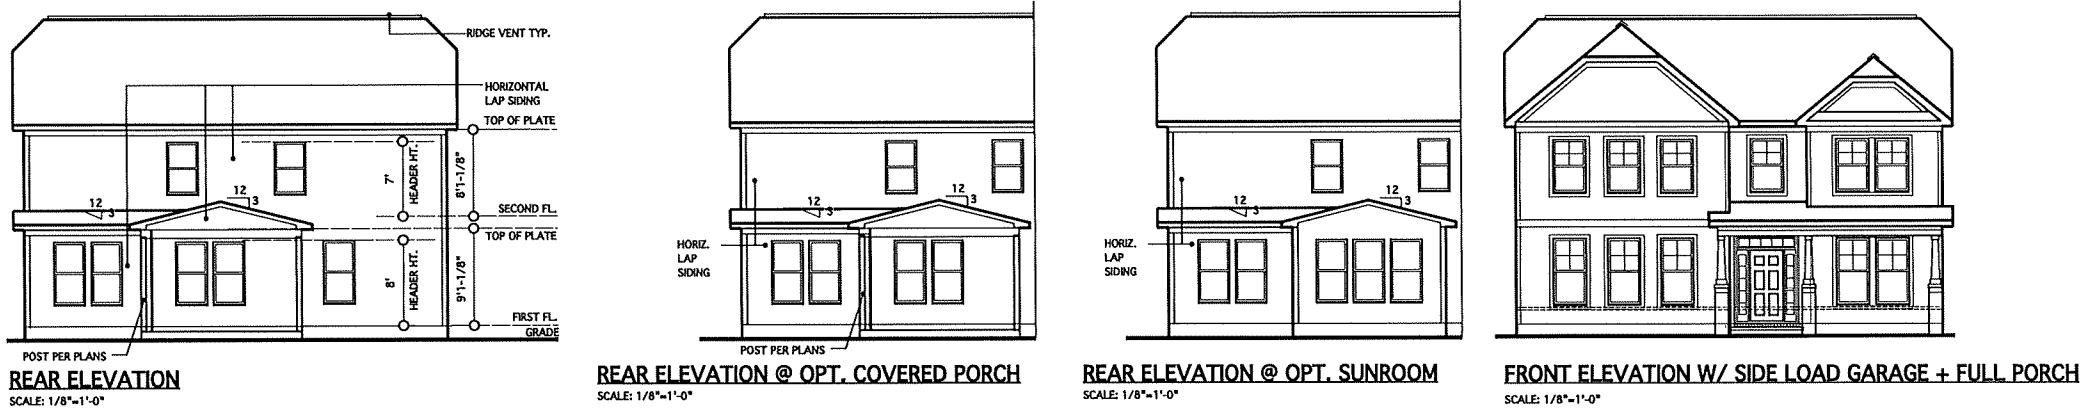 RIDGE VENT TYP.
HORIZONTAL
LAP SIDING
TOP OF PLATE
7'
HEADER HT.
8'1-1/8"
12
3
12
3
SECOND FL.
TOP OF PLATE
8'
HEADER HT.
9'1-1/8"
FIRST FL.
GRADE
POST PER PLANS
REAR ELEVATION
SCALE: 1/8"=1'-0"
12
3
12
3
HORIZ.
LAP
SIDING
POST PER PLANS
REAR ELEVATION @ OPT. COVERED PORCH
SCALE: 1/8"=1'-0"
12
3
12
3
HORIZ.
LAP
SIDING
REAR ELEVATION @ OPT. SUNROOM
SCALE: 1/8"=1'-0"
FRONT ELEVATION W/ SIDE LOAD GARAGE + FULL PORCH
SCALE: 1/8"=1'-0"